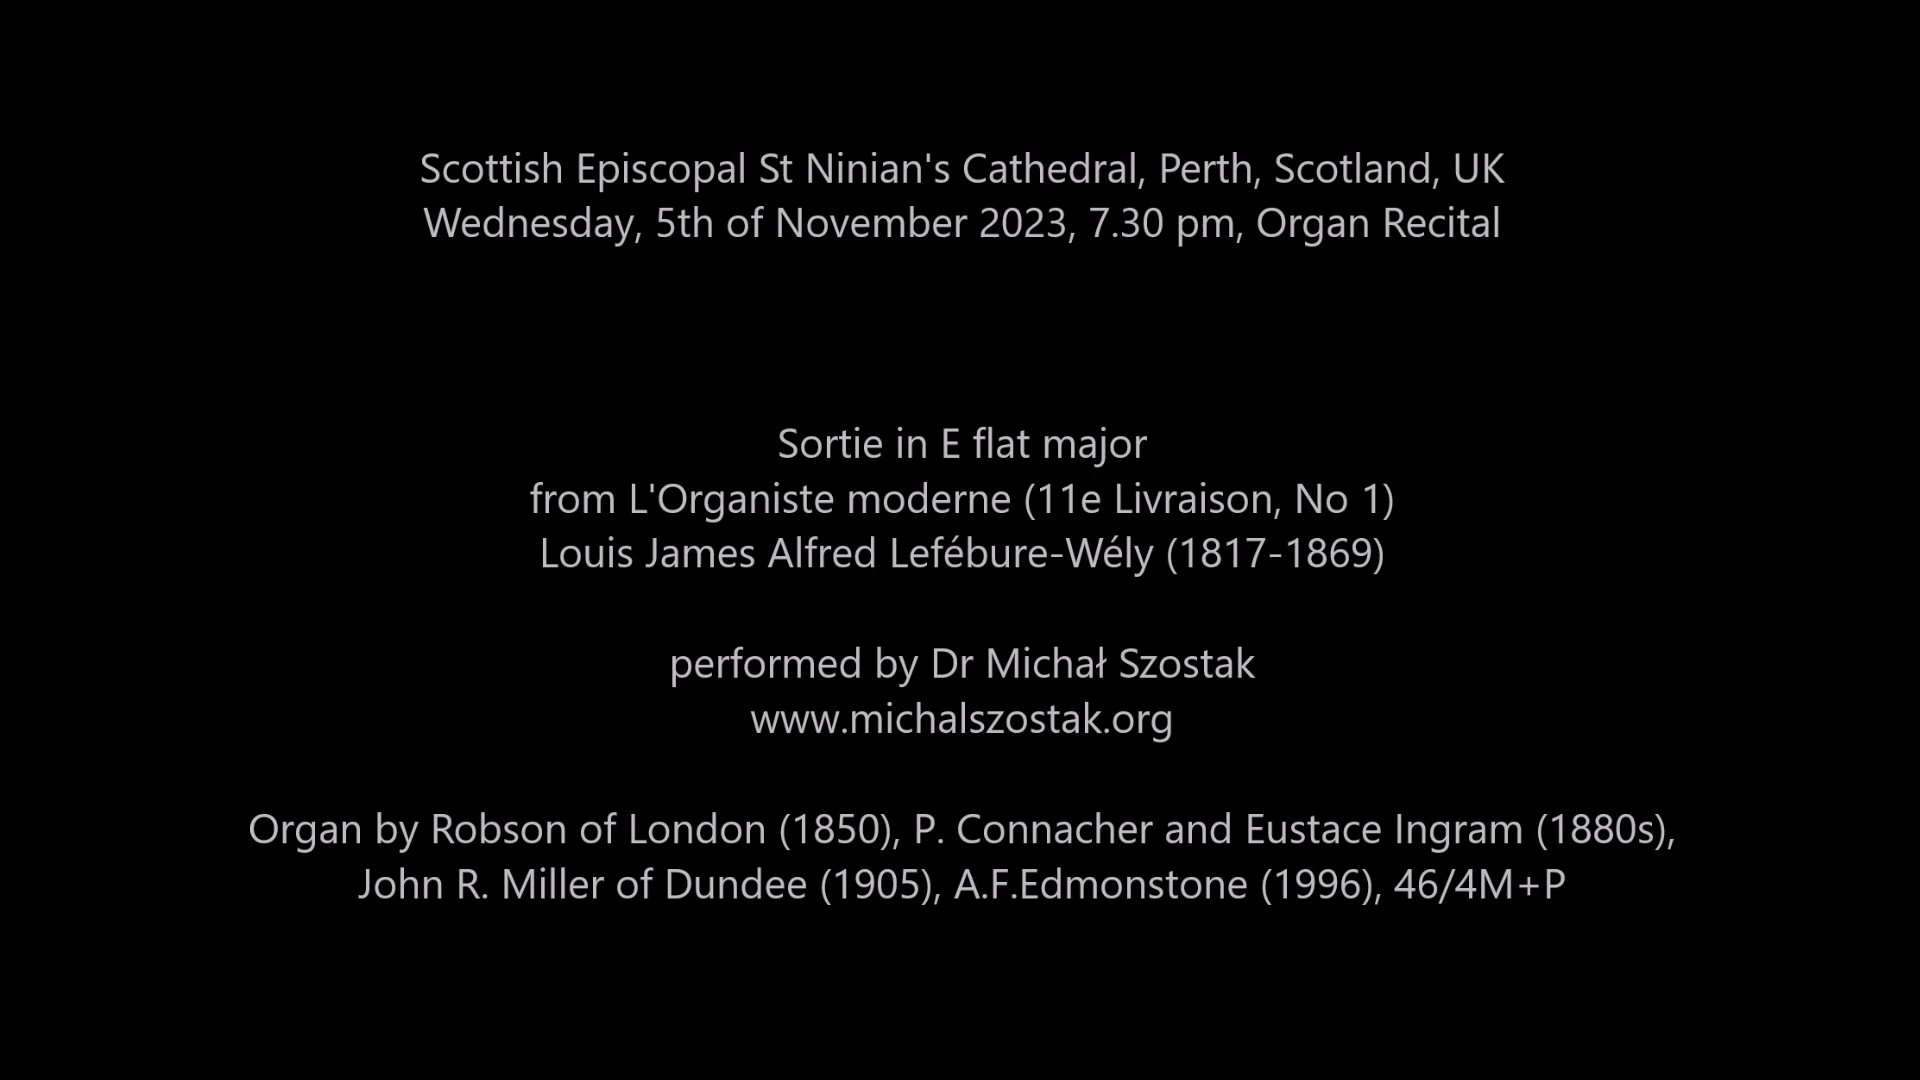 Scottish Episcopal St Ninian's Cathedral, Perth, Scotland, UK
Wednesday, 5th of November 2023, 7.30 pm, Organ Recital
Sortie in E flat major
from L'Organiste moderne (11e Livraison, No 1)
Louis James Alfred Lefébure-Wély (1817-1869)
performed by Dr Michał Szostak
www.michalszostak.org
Organ by Robson of London (1850), P. Connacher and Eustace Ingram (1880s),
John R. Miller of Dundee (1905), A.F.Edmonstone (1996), 46/4M+P